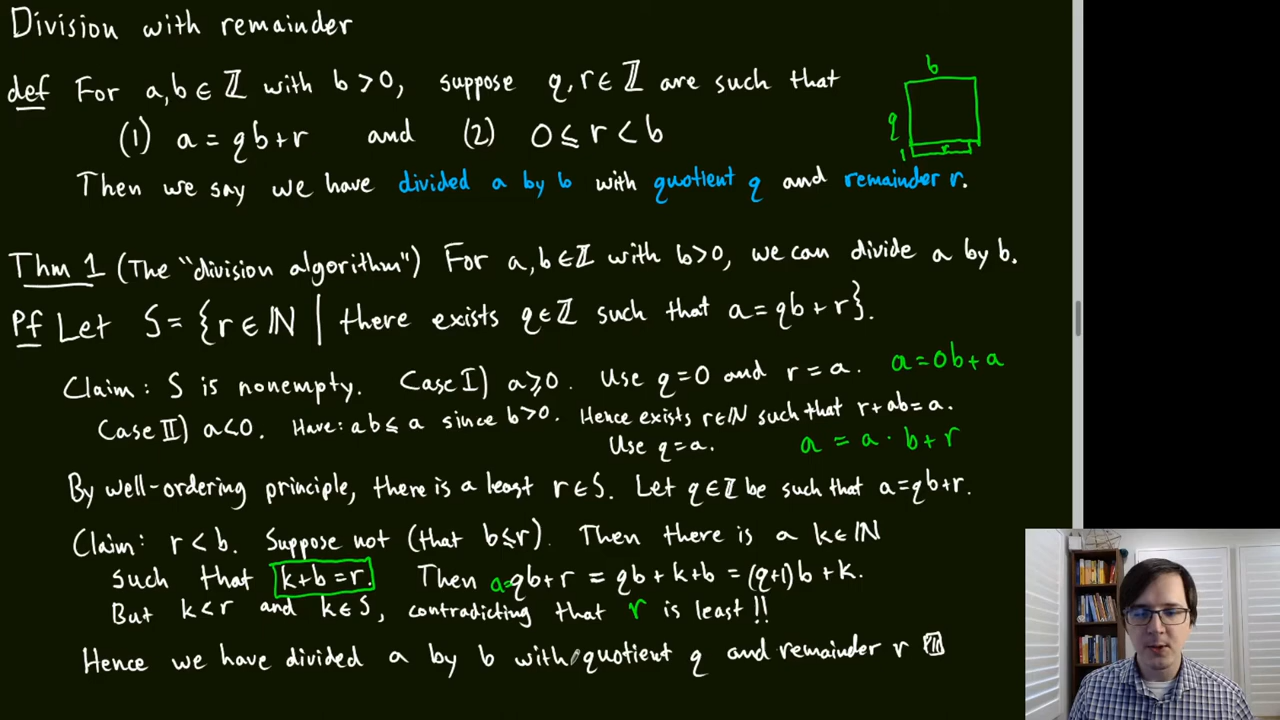 Division with remainder
b
def For a, b ∈ ℤ with b > 0, suppose q, r ∈ ℤ are such that
q
(1) a = qb + r and (2) 0 ≤ r < b
1 r
Then we say we have divided a by b with quotient q and remainder r.
Thm 1 (The "division algorithm") For a, b ∈ ℤ with b > 0, we can divide a by b.
Pf Let S = {r ∈ ℕ | there exists q ∈ ℤ such that a = qb + r}.
Claim: S is nonempty. Case I) a ≥ 0. Use q = 0 and r = a. a = 0b + a
Case II) a < 0. Have: ab ≤ a since b > 0. Hence exists r ∈ ℕ such that r + ab = a.
Use q = a. a = a · b + r
By well-ordering principle, there is a least r ∈ S. Let q ∈ ℤ be such that a = qb + r.
Claim: r < b. Suppose not (that b ≤ r). Then there is a k ∈ ℕ
such that k + b = r. Then a = qb + r = qb + k + b = (q+1)b + k.
But k < r and k ∈ S, contradicting that r is least!!
Hence we have divided a by b with quotient q and remainder r